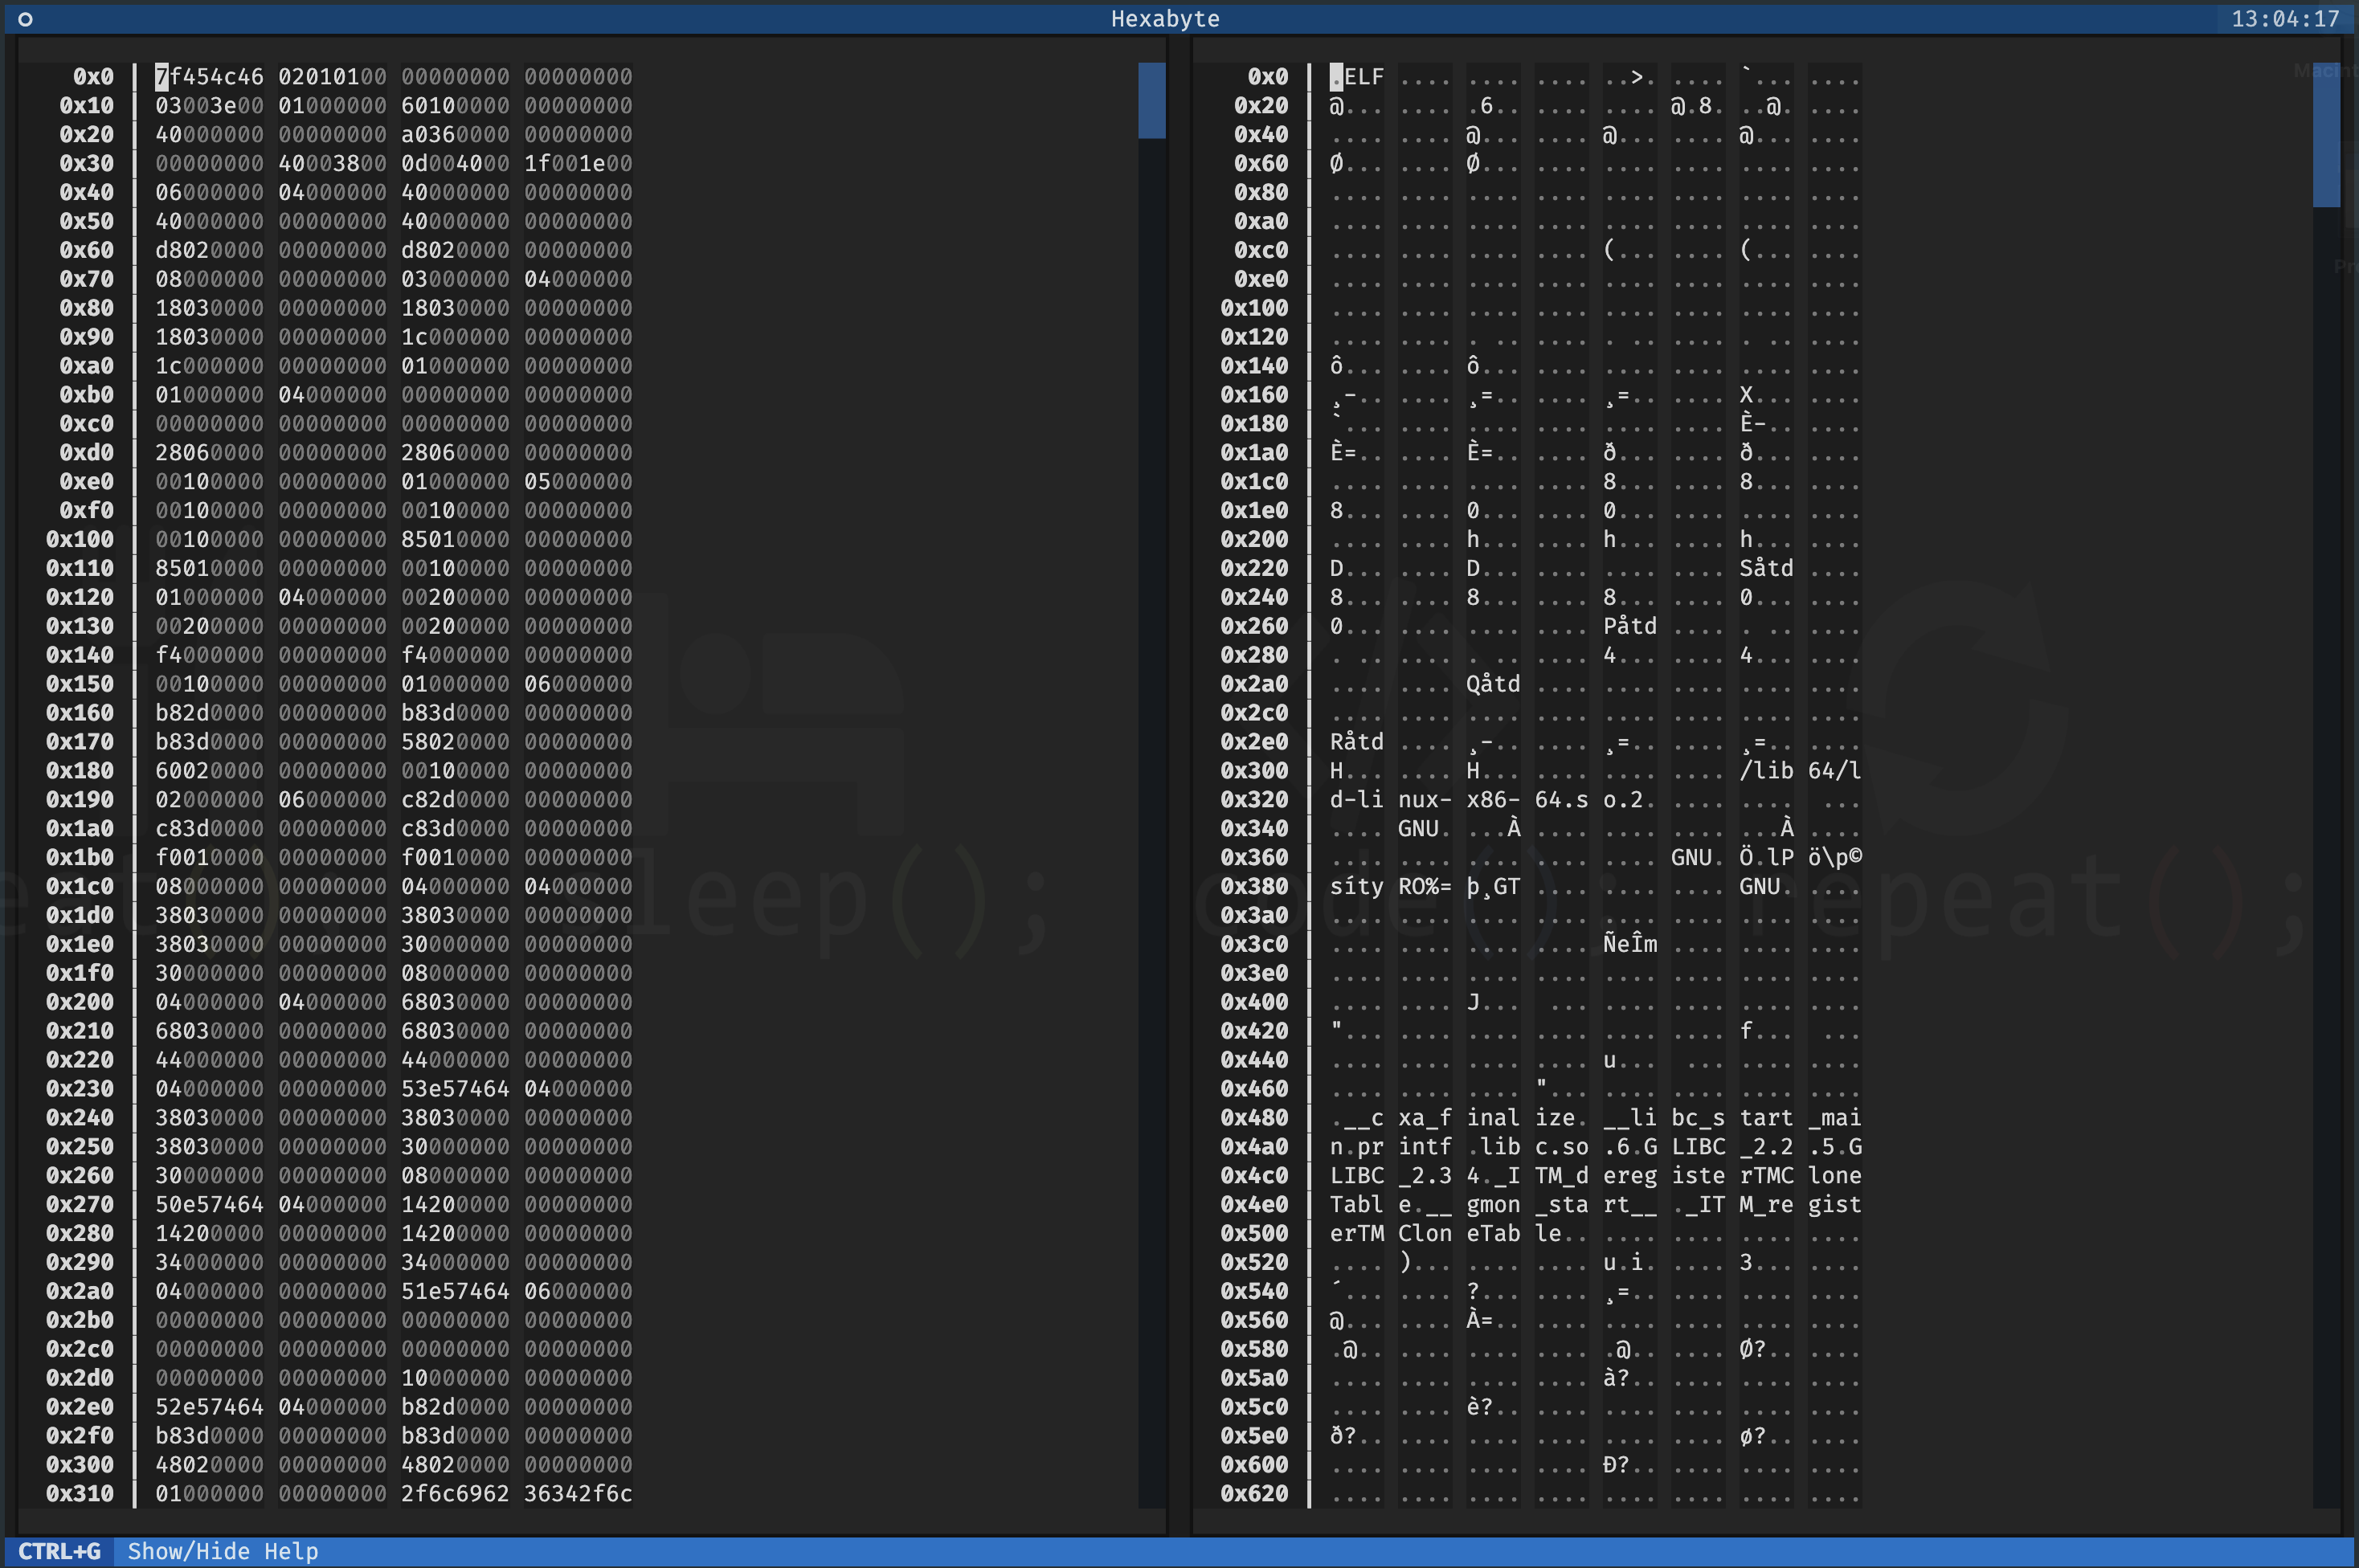 Hexabyte 13:04:17
0x0 7f454c46 02010100 00000000 00000000
0x10 03003e00 01000000 60100000 00000000
0x20 40000000 00000000 a0360000 00000000
0x30 00000000 40003800 0d004000 1f001e00
0x40 06000000 04000000 40000000 00000000
0x50 40000000 00000000 40000000 00000000
0x60 d8020000 00000000 d8020000 00000000
0x70 08000000 00000000 03000000 04000000
0x80 18030000 00000000 18030000 00000000
0x90 18030000 00000000 1c000000 00000000
0xa0 1c000000 00000000 01000000 00000000
0xb0 01000000 04000000 00000000 00000000
0xc0 00000000 00000000 00000000 00000000
0xd0 28060000 00000000 28060000 00000000
0xe0 00100000 00000000 01000000 05000000
0xf0 00100000 00000000 00100000 00000000
0x100 00100000 00000000 85010000 00000000
0x110 85010000 00000000 00100000 00000000
0x120 01000000 04000000 00200000 00000000
0x130 00200000 00000000 00200000 00000000
0x140 f4000000 00000000 f4000000 00000000
0x150 00100000 00000000 01000000 06000000
0x160 b82d0000 00000000 b83d0000 00000000
0x170 b83d0000 00000000 58020000 00000000
0x180 60020000 00000000 00100000 00000000
0x190 02000000 06000000 c82d0000 00000000
0x1a0 c83d0000 00000000 c83d0000 00000000
0x1b0 f0010000 00000000 f0010000 00000000
0x1c0 08000000 00000000 04000000 04000000
0x1d0 38030000 00000000 38030000 00000000
0x1e0 38030000 00000000 30000000 00000000
0x1f0 30000000 00000000 08000000 00000000
0x200 04000000 04000000 68030000 00000000
0x210 68030000 00000000 68030000 00000000
0x220 44000000 00000000 44000000 00000000
0x230 04000000 00000000 53e57464 04000000
0x240 38030000 00000000 38030000 00000000
0x250 38030000 00000000 30000000 00000000
0x260 30000000 00000000 08000000 00000000
0x270 50e57464 04000000 14200000 00000000
0x280 14200000 00000000 14200000 00000000
0x290 34000000 00000000 34000000 00000000
0x2a0 04000000 00000000 51e57464 06000000
0x2b0 00000000 00000000 00000000 00000000
0x2c0 00000000 00000000 00000000 00000000
0x2d0 00000000 00000000 10000000 00000000
0x2e0 52e57464 04000000 b82d0000 00000000
0x2f0 b83d0000 00000000 b83d0000 00000000
0x300 48020000 00000000 48020000 00000000
0x310 01000000 00000000 2f6c6962 36342f6c
0x0 .ELF .... .... .... ..>. .... `... ....
0x20 @... .... .6.. .... .... @.8. ..@. ....
0x40 .... .... @... .... @... .... @... ....
0x60 Ø... .... Ø... .... .... .... .... ....
0x80 .... .... .... .... .... .... .... ....
0xa0 .... .... .... .... .... .... .... ....
0xc0 .... .... .... .... (... .... (... ....
0xe0 .... .... .... .... .... .... .... ....
0x100 .... .... .... .... .... .... .... ....
0x120 .... .... . .. .... . .. .... . .. ....
0x140 ô... .... ô... .... .... .... .... ....
0x160 ¸-.. .... ¸=.. .... ¸=.. .... X... ....
0x180 `... .... .... .... .... .... È-.. ....
0x1a0 È=.. .... È=.. .... ð... .... ð... ....
0x1c0 .... .... .... .... 8... .... 8... ....
0x1e0 8... .... 0... .... 0... .... .... ....
0x200 .... .... h... .... h... .... h... ....
0x220 D... .... D... .... .... .... Såtd ....
0x240 8... .... 8... .... 8... .... 0... ....
0x260 0... .... .... .... Påtd .... . .. ....
0x280 . .. .... . .. .... 4... .... 4... ....
0x2a0 .... .... Qåtd .... .... .... .... ....
0x2c0 .... .... .... .... .... .... .... ....
0x2e0 Råtd .... ¸-.. .... ¸=.. .... ¸=.. ....
0x300 H... .... H... .... .... .... /lib 64/l
0x320 d-li nux- x86- 64.s o.2. .... .... ...
0x340 .... GNU. ...À .... .... .... ...À ....
0x360 .... .... .... .... .... GNU. Ö.lP ö\p©
0x380 síty RO%= þ¸GT .... .... .... GNU. ....
0x3a0 .... .... .... .... .... .... .... ....
0x3c0 .... .... .... .... ÑeÎm .... .... ....
0x3e0 .... .... .... .... .... .... .... ....
0x400 .... .... J... ... .... .... .... ....
0x420 "... .... .... .... .... .... f... ...
0x440 .... .... .... .... u... ... .... ....
0x460 .... .... .... "... .... .... .... ....
0x480 .__c xa_f inal ize. __li bc_s tart _mai
0x4a0 n.pr intf .lib c.so .6.G LIBC _2.2 .5.G
0x4c0 LIBC _2.3 4._I TM_d ereg iste rTMC lone
0x4e0 Tabl e.__ gmon _sta rt__ ._IT M_re gist
0x500 erTM Clon eTab le.. .... .... .... ....
0x520 .... )... .... .... u.i. .... 3... ....
0x540 ´... .... ?... .... ¸=.. .... .... ....
0x560 @... .... À=.. .... .... .... .... ....
0x580 .@.. .... .... .... .@.. .... Ø?.. ....
0x5a0 .... .... .... .... à?.. .... .... ....
0x5c0 .... .... è?.. .... .... .... .... ....
0x5e0 ð?.. .... .... .... .... .... ø?.. ....
0x600 .... .... .... .... Ð?.. .... .... ....
0x620 .... .... .... .... .... .... .... ....
eat(); sleep(); code(); repeat();
CTRL+G Show/Hide Help